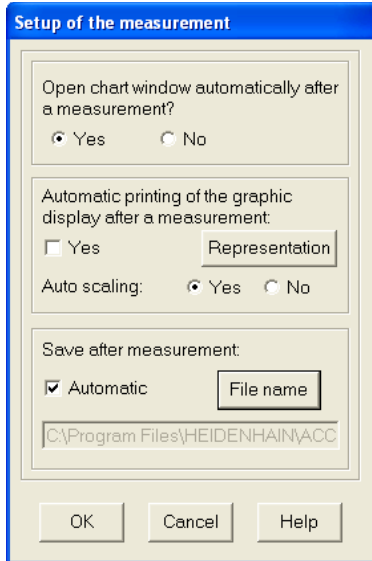 Setup of the measurement
Open chart window automatically after
a measurement?
Yes No
Automatic printing of the graphic
display after a measurement:
Yes Representation
Auto scaling: Yes No
Save after measurement:
Automatic File name
C:\Program Files\HEIDENHAIN\ACC
OK Cancel Help